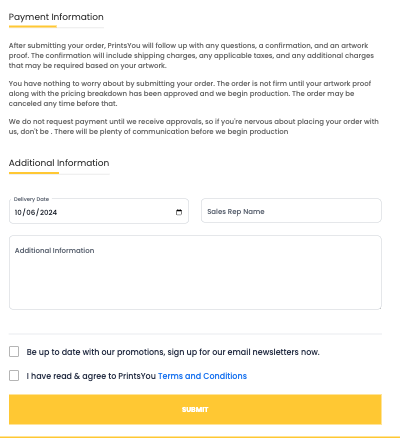 Payment Information
After submitting your order, PrintsYou will follow up with any questions, a confirmation, and an artwork
proof. The confirmation will include shipping charges, any applicable taxes, and any additional charges
that may be required based on your artwork.
You have nothing to worry about by submitting your order. The order is not firm until your artwork proof
along with the pricing breakdown has been approved and we begin production. The order may be
canceled any time before that.
We do not request payment until we receive approvals, so if you're nervous about placing your order with
us, don't be . There will be plenty of communication before we begin production
Additional Information
Delivery Date
10/06/2024
Sales Rep Name
Additional Information
Be up to date with our promotions, sign up for our email newsletters now.
I have read & agree to PrintsYou Terms and Conditions
SUBMIT